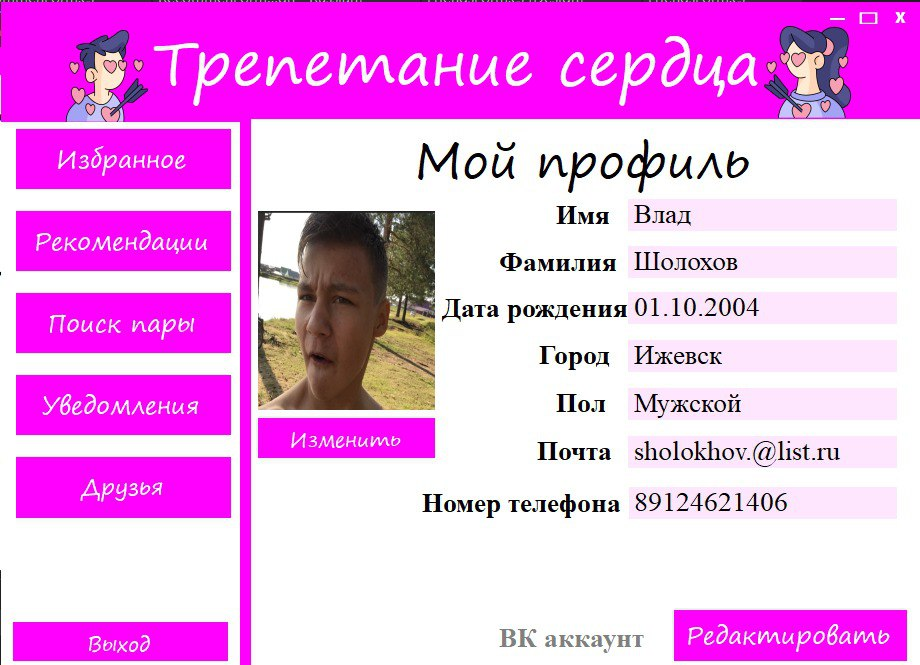 Трепетание сердца
Избранное
Рекомендации
Поиск пары
Уведомления
Друзья
Выход
Мой профиль
Изменить
Имя Влад
Фамилия Шолохов
Дата рождения 01.10.2004
Город Ижевск
Пол Мужской
Почта sholokhov.@list.ru
Номер телефона 89124621406
ВК аккаунт
Редактировать